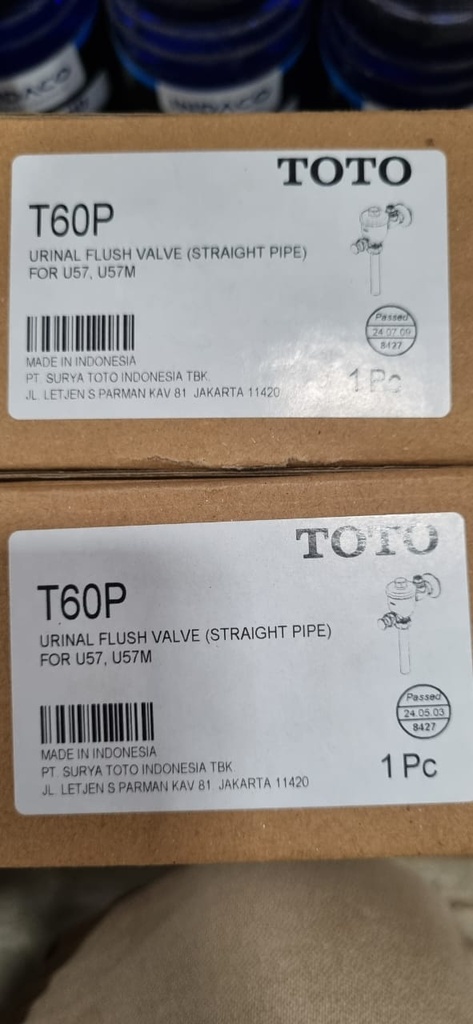 TOTO
T60P
URINAL FLUSH VALVE (STRAIGHT PIPE)
FOR U57, U57M
Passed
24.07.09
8427
MADE IN INDONESIA
PT. SURYA TOTO INDONESIA TBK
JL. LETJEN S PARMAN KAV 81 JAKARTA 11420
1 Pc
TOTO
T60P
URINAL FLUSH VALVE (STRAIGHT PIPE)
FOR U57, U57M
Passed
24.05.03
8427
MADE IN INDONESIA
PT. SURYA TOTO INDONESIA TBK
JL. LETJEN S PARMAN KAV 81 JAKARTA 11420
1 Pc